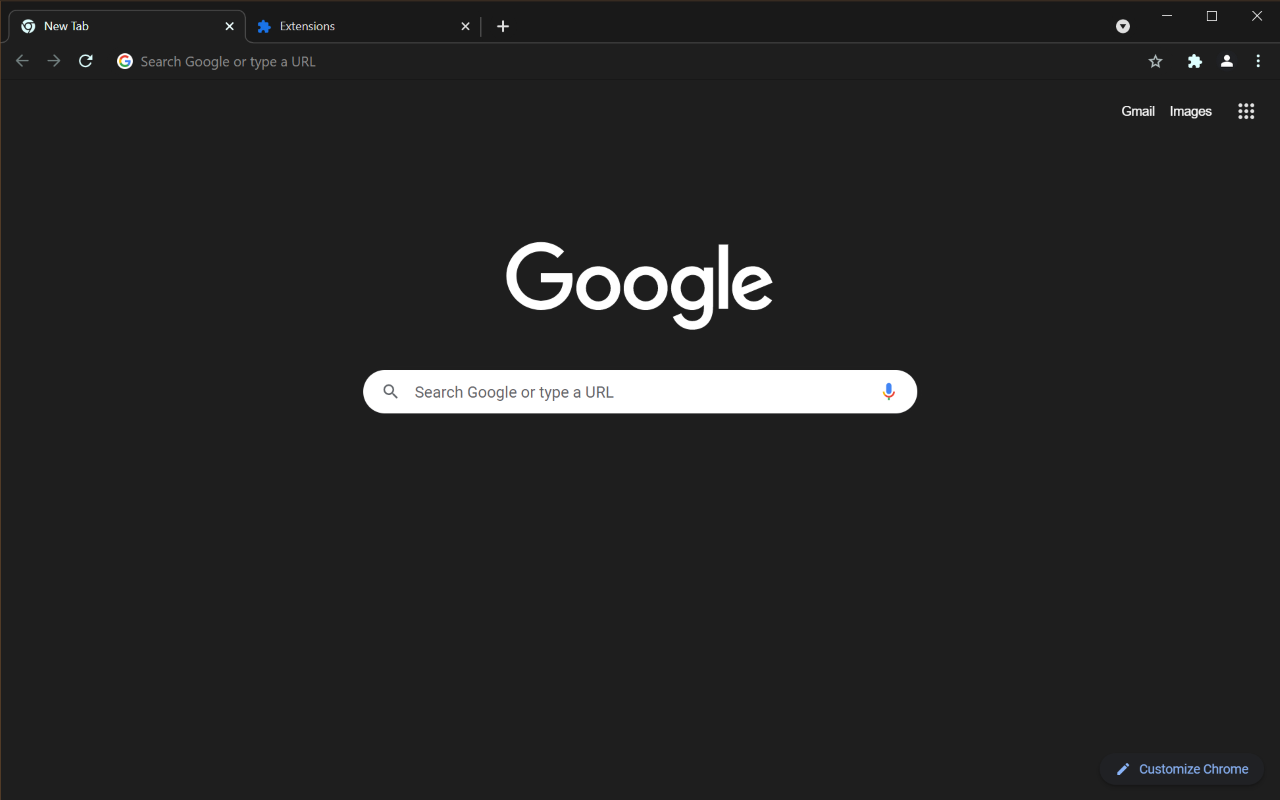 New Tab
Extensions
Search Google or type a URL
Gmail Images
Google
Search Google or type a URL
Customize Chrome